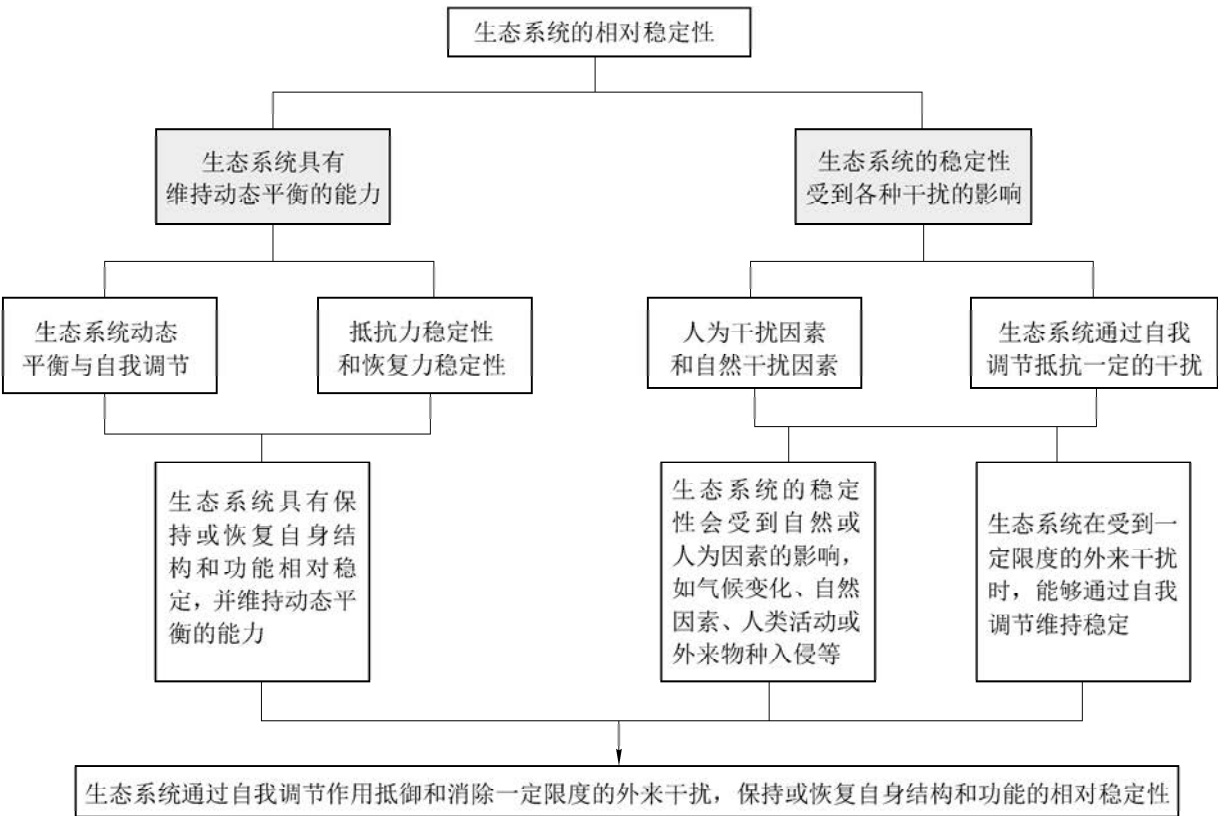 生态系统的相对稳定性
生态系统具有
维持动态平衡的能力
生态系统的稳定性
受到各种干扰的影响
生态系统动态
平衡与自我调节
抵抗力稳定性
和恢复力稳定性
人为干扰因素
和自然干扰因素
生态系统通过自我
调节抵抗一定的干扰
生态系统具有保
持或恢复自身结
构和功能相对稳
定，并维持动态平
衡的能力
生态系统的稳定
性会受到自然或
人为因素的影响，
如气候变化、自然
因素、人类活动或
外来物种入侵等
生态系统在受到一
定限度的外来干扰
时，能够通过自我
调节维持稳定
生态系统通过自我调节作用抵御和消除一定限度的外来干扰，保持或恢复自身结构和功能的相对稳定性